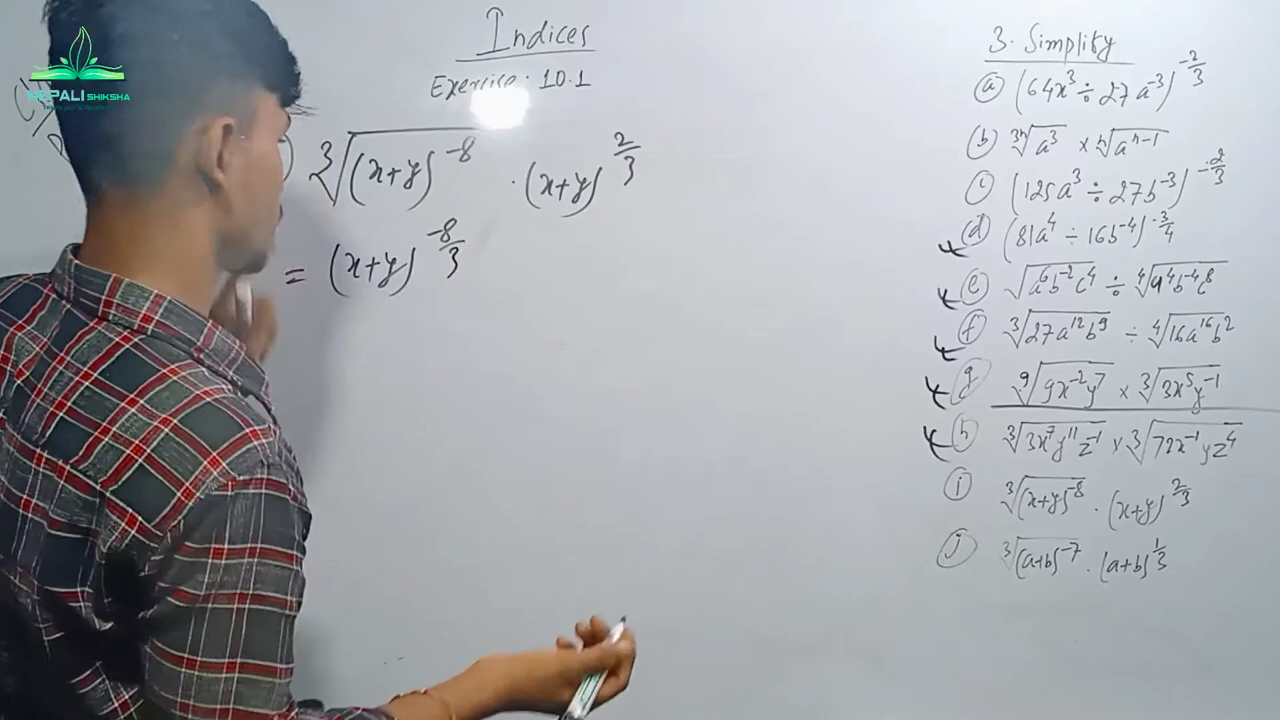 Indices
Exercise: 10.1
∛(x+y)^-8 · (x+y)^2/3
= (x+y)^-8/3
3. Simplify
(a) (64x³ ÷ 27a^-3)^-2/3
(b) ³ⁿ√a³ × ⁿ√a^n-1
(c) (125a³ ÷ 27b^-3)^-2/3
(d) (81a⁴ ÷ 16b^-4)^-3/4
(e) √a⁶b^-2c⁴ ÷ ∜a⁴b^-4c⁸
(f) ∛27a¹²b⁹ ÷ ∜16a¹⁶b²
(g) ⁹√9x^-2y⁷ × ∛3x⁵y^-1
(h) ∛3x⁷y¹¹z^-1 × ∛72x^-1yz⁴
(i) ∛(x+y)^-8 · (x+y)^2/3
(j) ∛(a+b)^-7 · (a+b)^1/3
NEPALI SHIKSHA